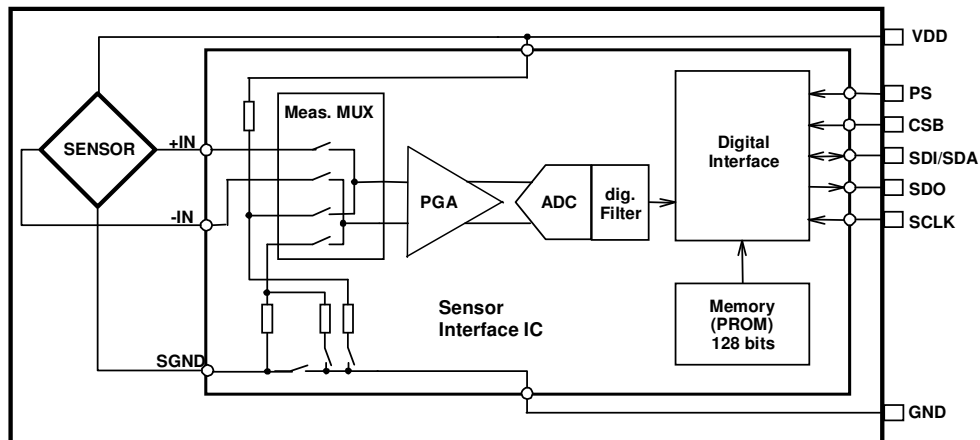 VDD
PS
Meas. MUX
CSB
SENSOR
+IN
Digital
Interface
SDI/SDA
PGA
ADC
dig.
Filter
SDO
-IN
SCLK
Sensor
Interface IC
Memory
(PROM)
128 bits
SGND
GND